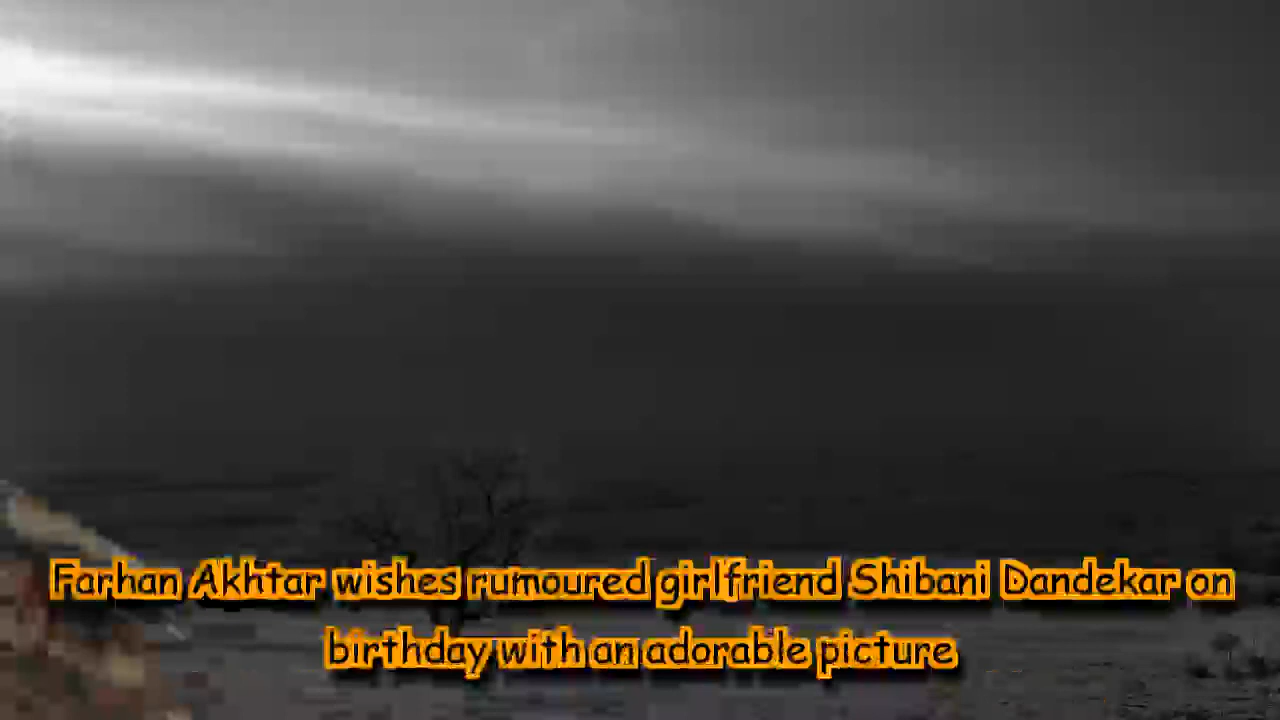 Farhan Akhtar wishes rumoured girlfriend Shibani Dandekar on
birthday with an adorable picture